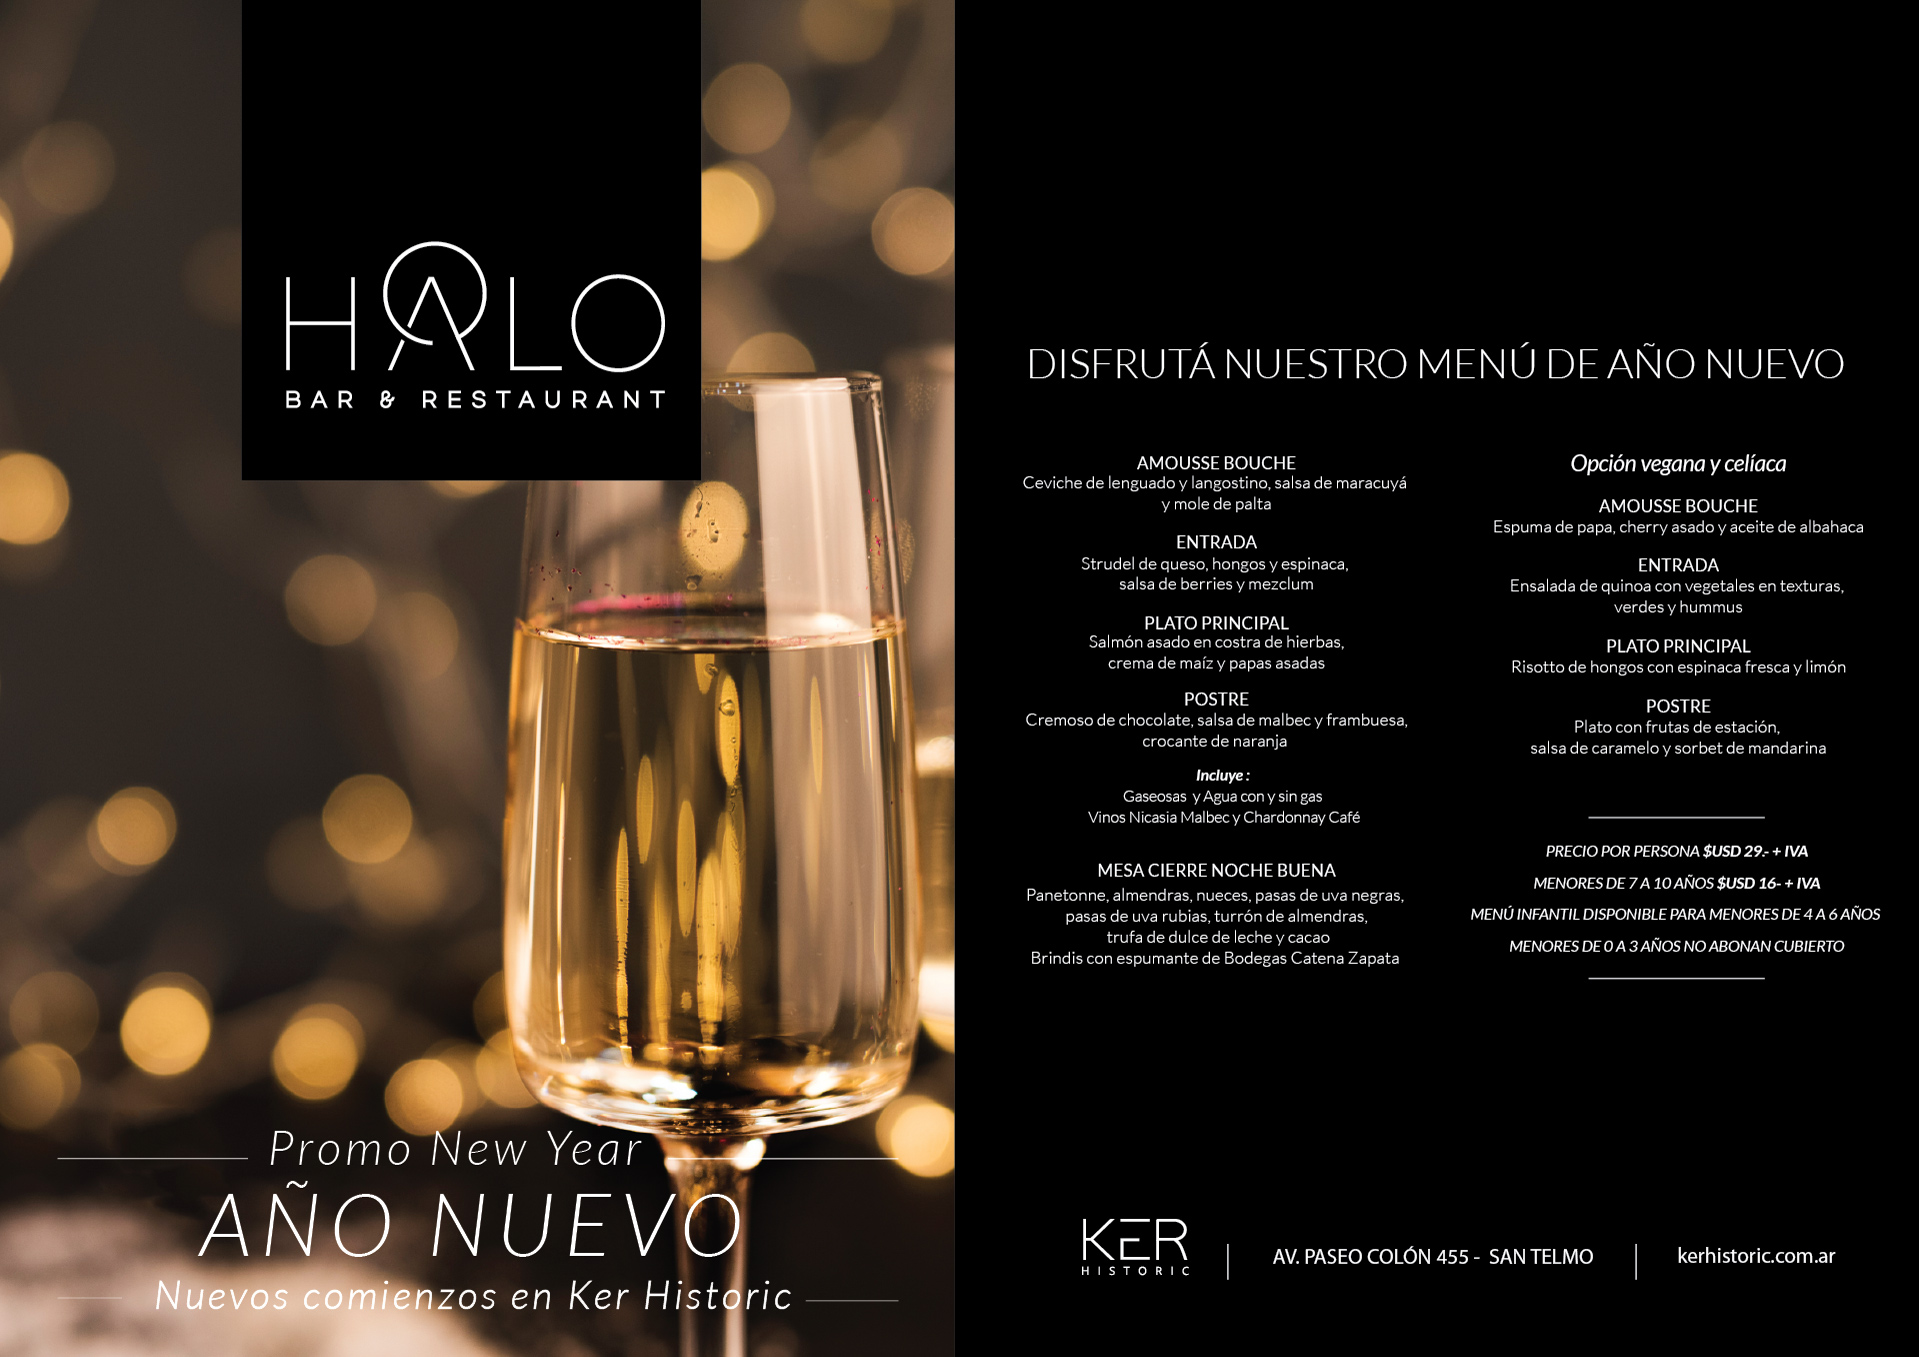 HALO
BAR & RESTAURANT
Promo New Year
AÑO NUEVO
Nuevos comienzos en Ker Historic
DISFRUTÁ NUESTRO MENÚ DE AÑO NUEVO
AMOUSSE BOUCHE
Ceviche de lenguado y langostino, salsa de maracuyá
y mole de palta
ENTRADA
Strudel de queso, hongos y espinaca,
salsa de berries y mezclum
PLATO PRINCIPAL
Salmón asado en costra de hierbas,
crema de maíz y papas asadas
POSTRE
Cremoso de chocolate, salsa de malbec y frambuesa,
crocante de naranja
Incluye :
Gaseosas y Agua con y sin gas
Vinos Nicasia Malbec y Chardonnay Café
MESA CIERRE NOCHE BUENA
Panetonne, almendras, nueces, pasas de uva negras,
pasas de uva rubias, turrón de almendras,
trufa de dulce de leche y cacao
Brindis con espumante de Bodegas Catena Zapata
Opción vegana y celíaca
AMOUSSE BOUCHE
Espuma de papa, cherry asado y aceite de albahaca
ENTRADA
Ensalada de quinoa con vegetales en texturas,
verdes y hummus
PLATO PRINCIPAL
Risotto de hongos con espinaca fresca y limón
POSTRE
Plato con frutas de estación,
salsa de caramelo y sorbet de mandarina
PRECIO POR PERSONA $USD 29.- + IVA
MENORES DE 7 A 10 AÑOS $USD 16- + IVA
MENÚ INFANTIL DISPONIBLE PARA MENORES DE 4 A 6 AÑOS
MENORES DE 0 A 3 AÑOS NO ABONAN CUBIERTO
KER
HISTORIC
AV. PASEO COLÓN 455 - SAN TELMO
kerhistoric.com.ar